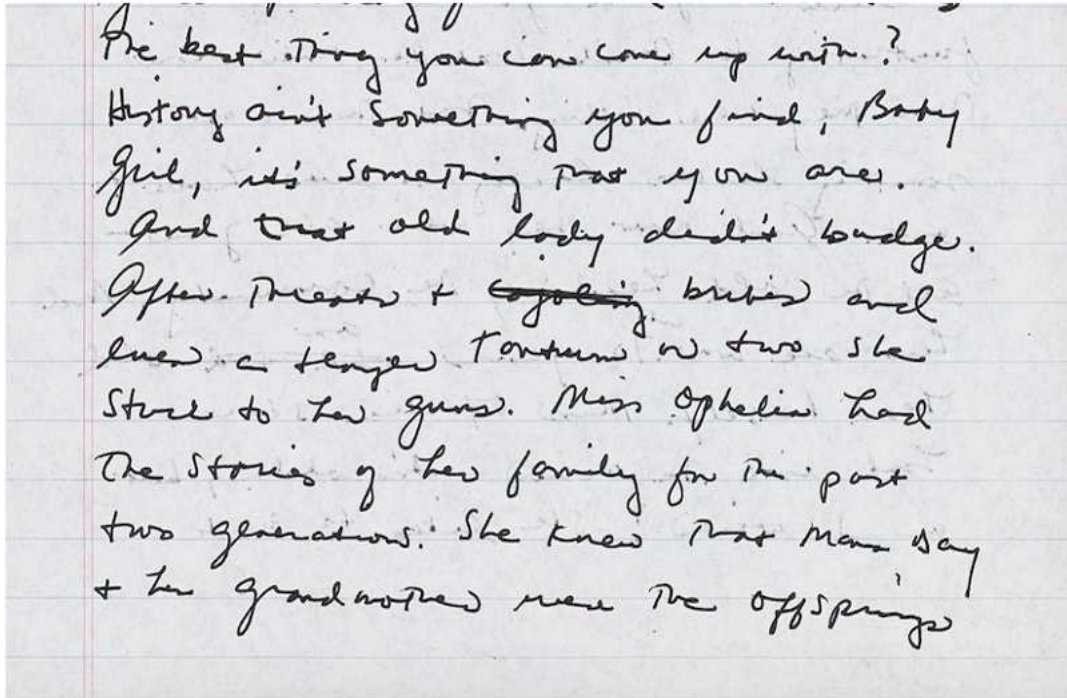 the best thing you can come up with?
History ain't something you find, Baby
Girl, it's something that you are.
And that old lady didn't budge.
After threats + cajoling bribes and
even a temper tantrum or two she
stuck to her guns. Miss Ophelia had
the stories of her family for the past
two generations. She knew that Mama Day
+ her grandmother were the offsprings